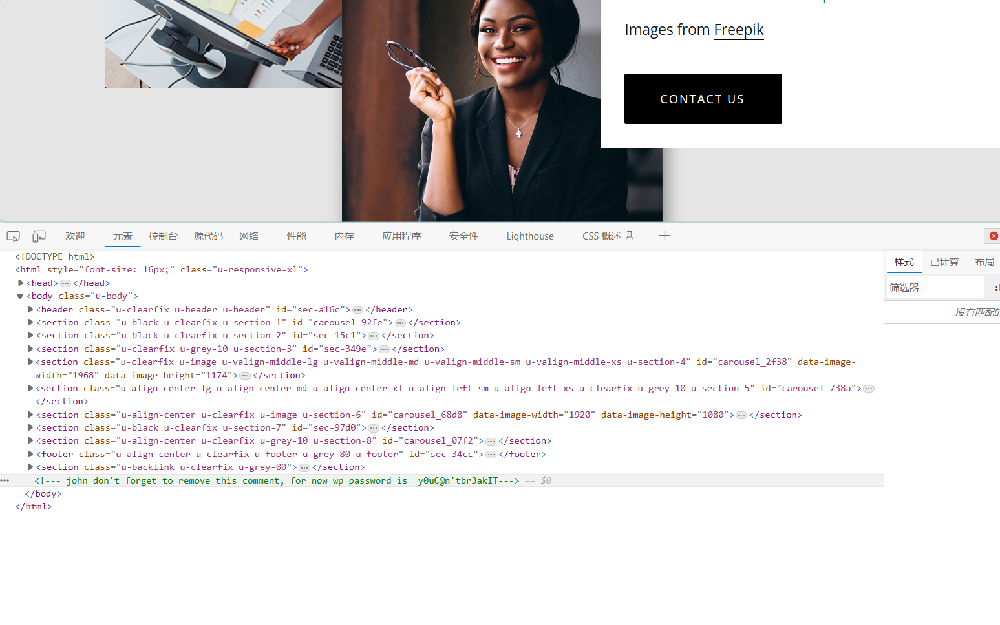 Images from Freepik
CONTACT US
欢迎 元素 控制台 源代码 网络 性能 内存 应用程序 安全性 Lighthouse CSS 概述
<!DOCTYPE html>
<html style="font-size: 16px;" class="u-responsive-xl">
<head>…</head>
<body class="u-body">
<header class="u-clearfix u-header u-header" id="sec-a16c">…</header>
<section class="u-black u-clearfix u-section-1" id="carousel_92fe">…</section>
<section class="u-black u-clearfix u-section-2" id="sec-15c1">…</section>
<section class="u-clearfix u-grey-10 u-section-3" id="sec-349e">…</section>
<section class="u-clearfix u-image u-valign-middle-lg u-valign-middle-md u-valign-middle-sm u-valign-middle-xs u-section-4" id="carousel_2f38" data-image-
width="1968" data-image-height="1174">…</section>
<section class="u-align-center-lg u-align-center-md u-align-center-xl u-align-left-sm u-align-left-xs u-clearfix u-grey-10 u-section-5" id="carousel_738a">…
</section>
<section class="u-align-center u-clearfix u-image u-section-6" id="carousel_68d8" data-image-width="1920" data-image-height="1080">…</section>
<section class="u-black u-clearfix u-section-7" id="sec-97d0">…</section>
<section class="u-align-center u-clearfix u-grey-10 u-section-8" id="carousel_07f2">…</section>
<footer class="u-align-center u-clearfix u-footer u-grey-80 u-footer" id="sec-34cc">…</footer>
<section class="u-backlink u-clearfix u-grey-80">…</section>
<!--- john don't forget to remove this comment, for now wp password is  y0uC@n'tbr3akIT---> == $0
</body>
</html>
样式 已计算 布局
筛选器
没有匹配的